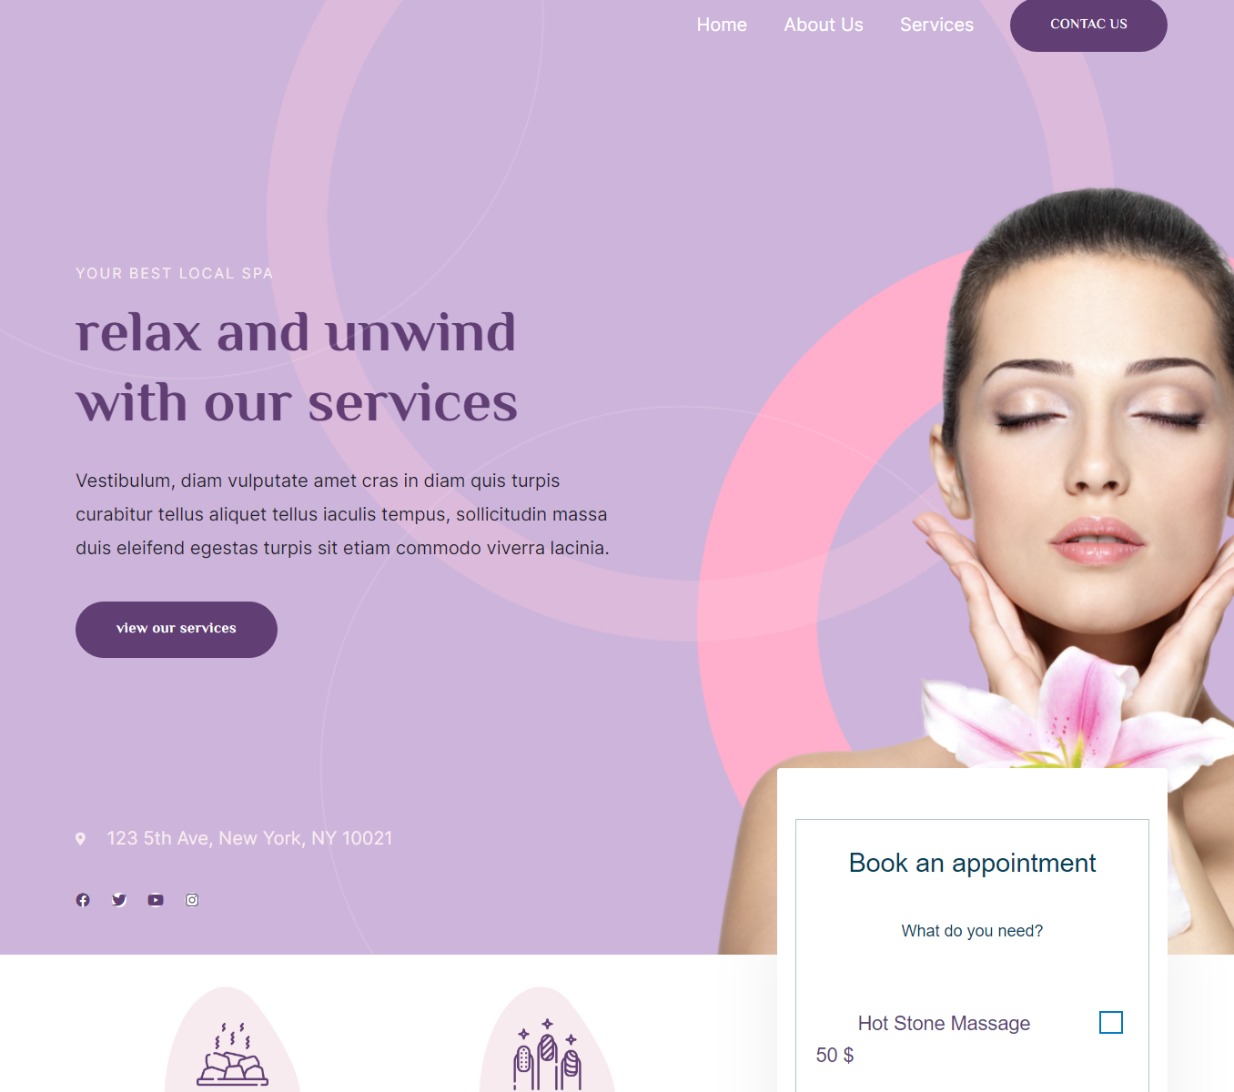 Home
About Us
Services
CONTAC US
YOUR BEST LOCAL SPA
relax and unwind
with our services
Vestibulum, diam vulputate amet cras in diam quis turpis
curabitur tellus aliquet tellus iaculis tempus, sollicitudin massa
duis eleifend egestas turpis sit etiam commodo viverra lacinia.
view our services
123 5th Ave, New York, NY 10021
Book an appointment
What do you need?
Hot Stone Massage
50 $